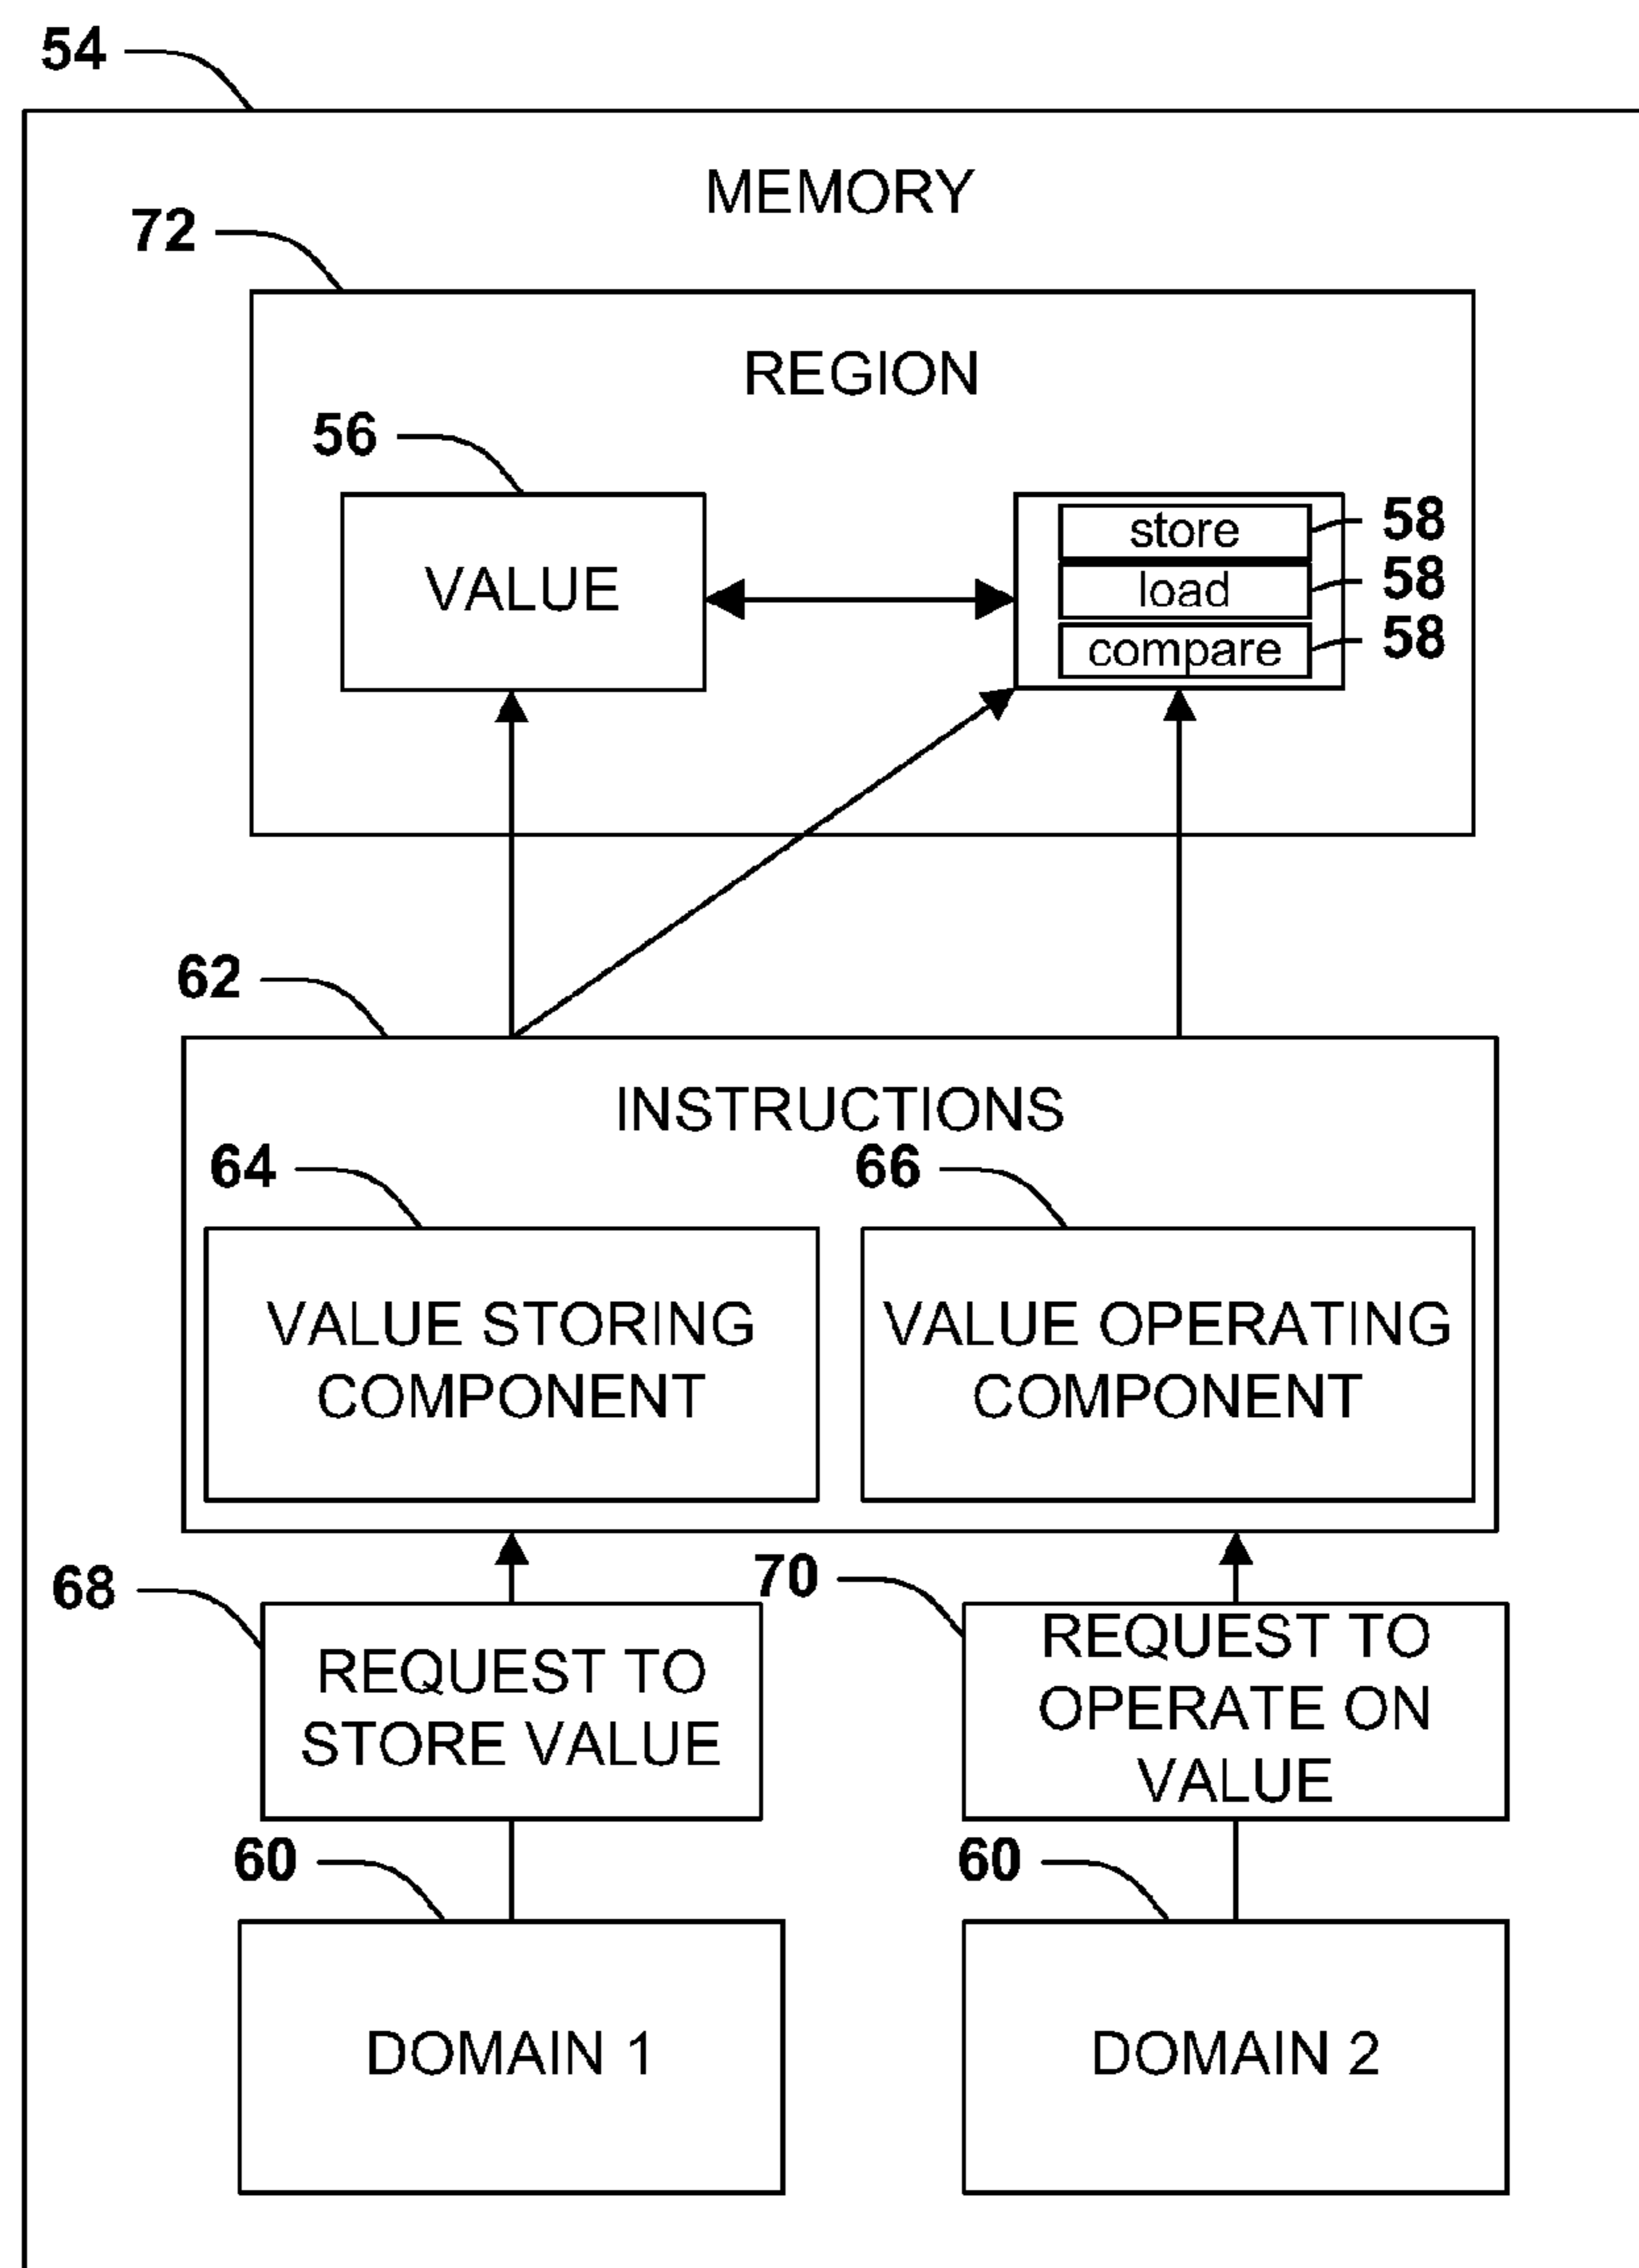 54
MEMORY
72
REGION
56
VALUE
store 58
load 58
compare 58
62
INSTRUCTIONS
64
66
VALUE STORING
COMPONENT
VALUE OPERATING
COMPONENT
68
REQUEST TO
STORE VALUE
70
REQUEST TO
OPERATE ON
VALUE
60
60
DOMAIN 1
DOMAIN 2